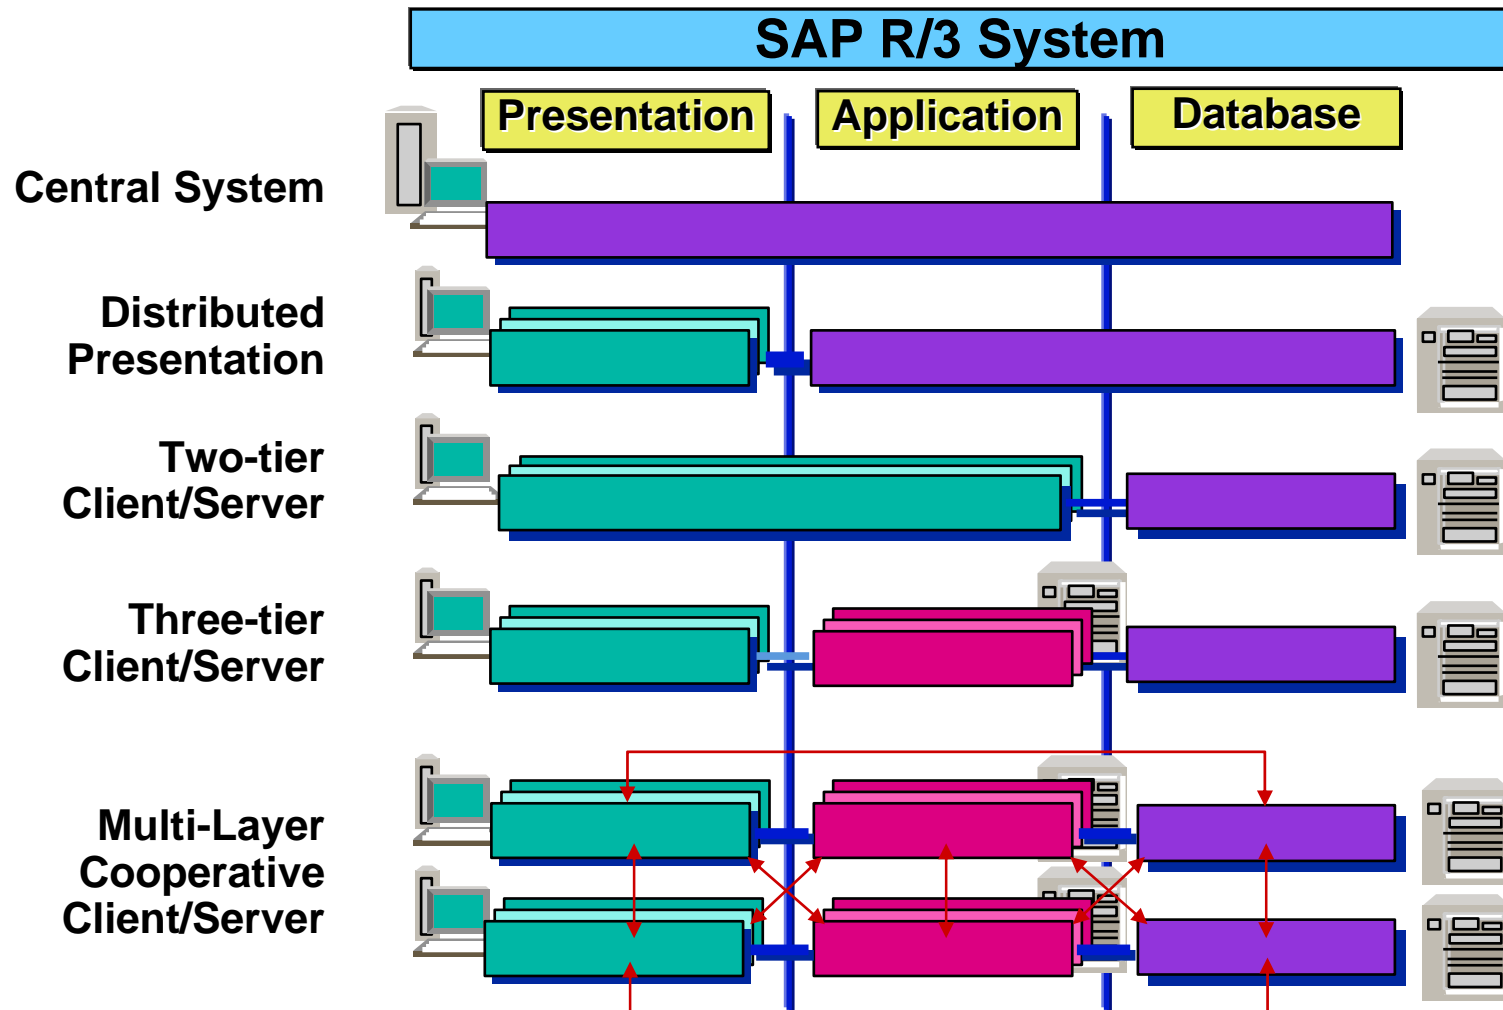 SAP R/3 System
Presentation
Application
Database
Central System
Distributed
Presentation
Two-tier
Client/Server
Three-tier
Client/Server
Multi-Layer
Cooperative
Client/Server